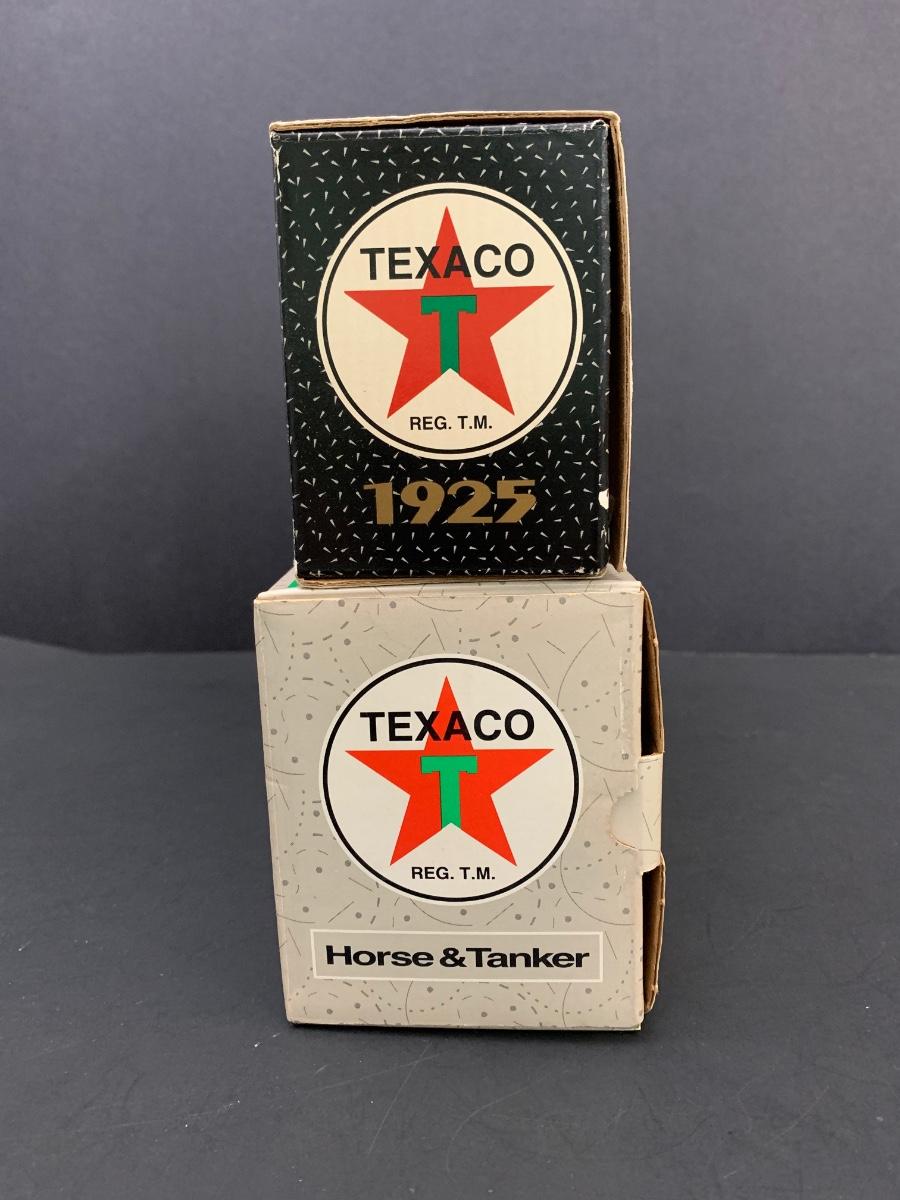 TEXACO
T
REG. T.M.
1925
TEXACO
T
REG. T.M.
Horse & Tanker